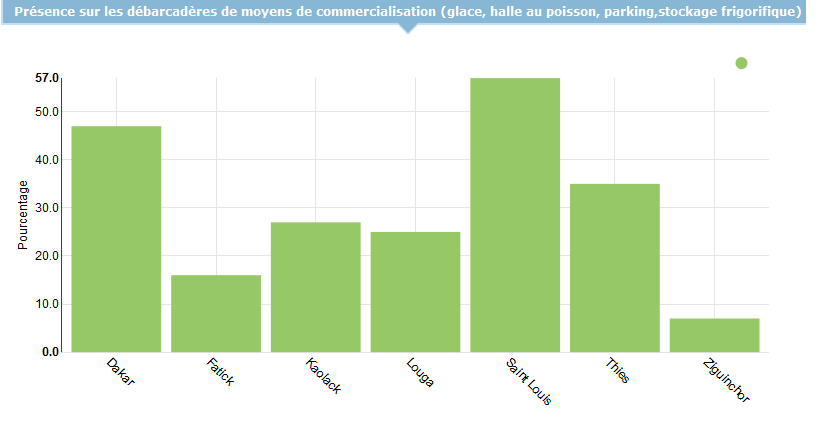 Présence sur les débarcadères de moyens de commercialisation (glace, halle au poisson, parking,stockage frigorifique)
57.0
50.0
40.0
30.0
20.0
10.0
0.0
Pourcentage
Dakar
Fatick
Kaolack
Louga
Saint Louis
Thies
Ziguinchor